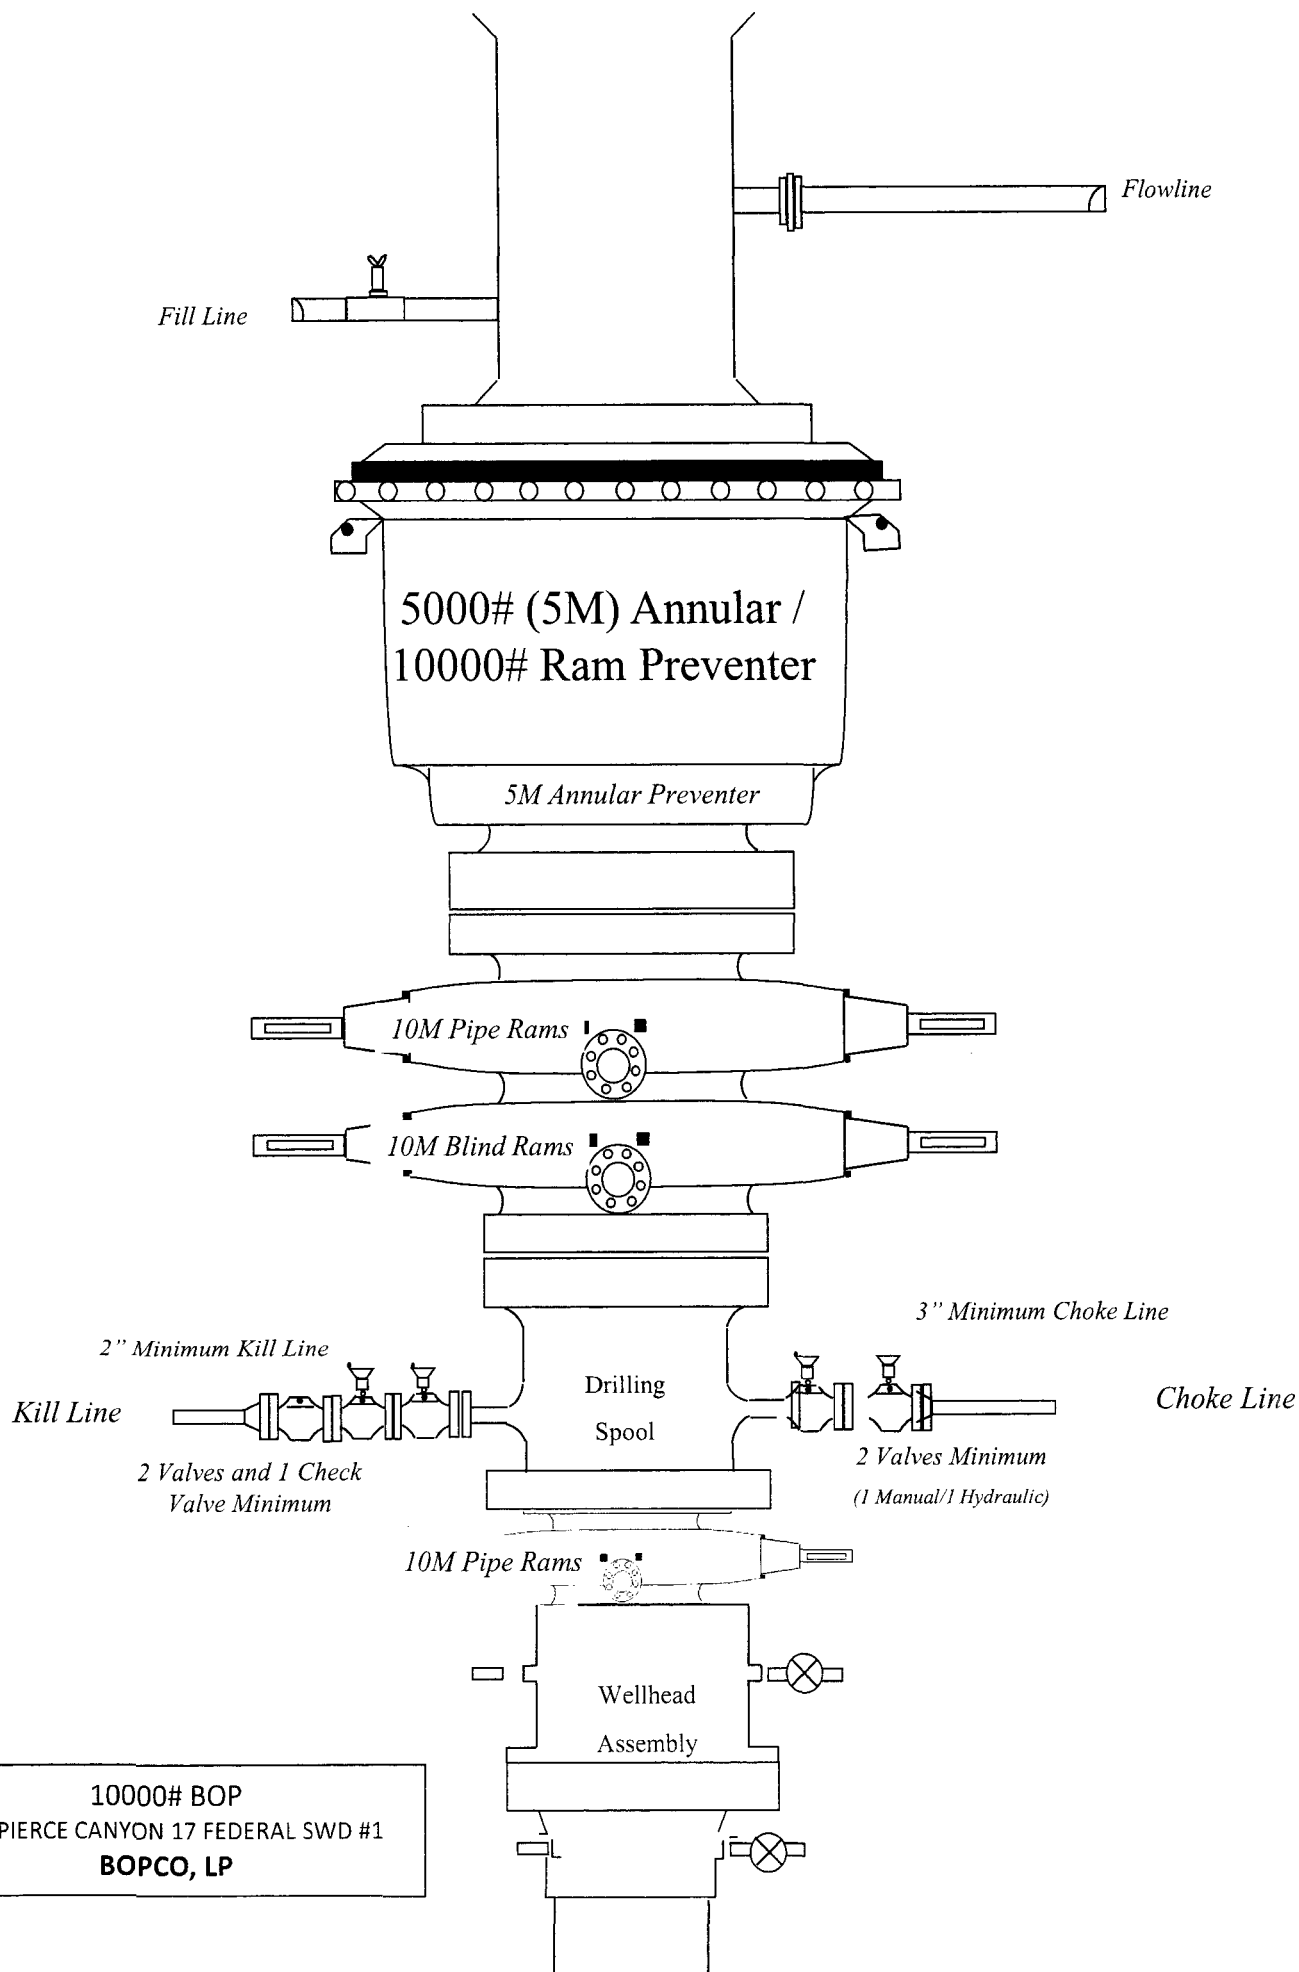 Flowline
Fill Line
5000# (5M) Annular /
10000# Ram Preventer
5M Annular Preventer
10M Pipe Rams
10M Blind Rams
3" Minimum Choke Line
2" Minimum Kill Line
Kill Line
Drilling
Spool
Choke Line
2 Valves and 1 Check
Valve Minimum
2 Valves Minimum
(1 Manual/1 Hydraulic)
10M Pipe Rams
Wellhead
Assembly
10000# BOP
PIERCE CANYON 17 FEDERAL SWD #1
BOPCO, LP